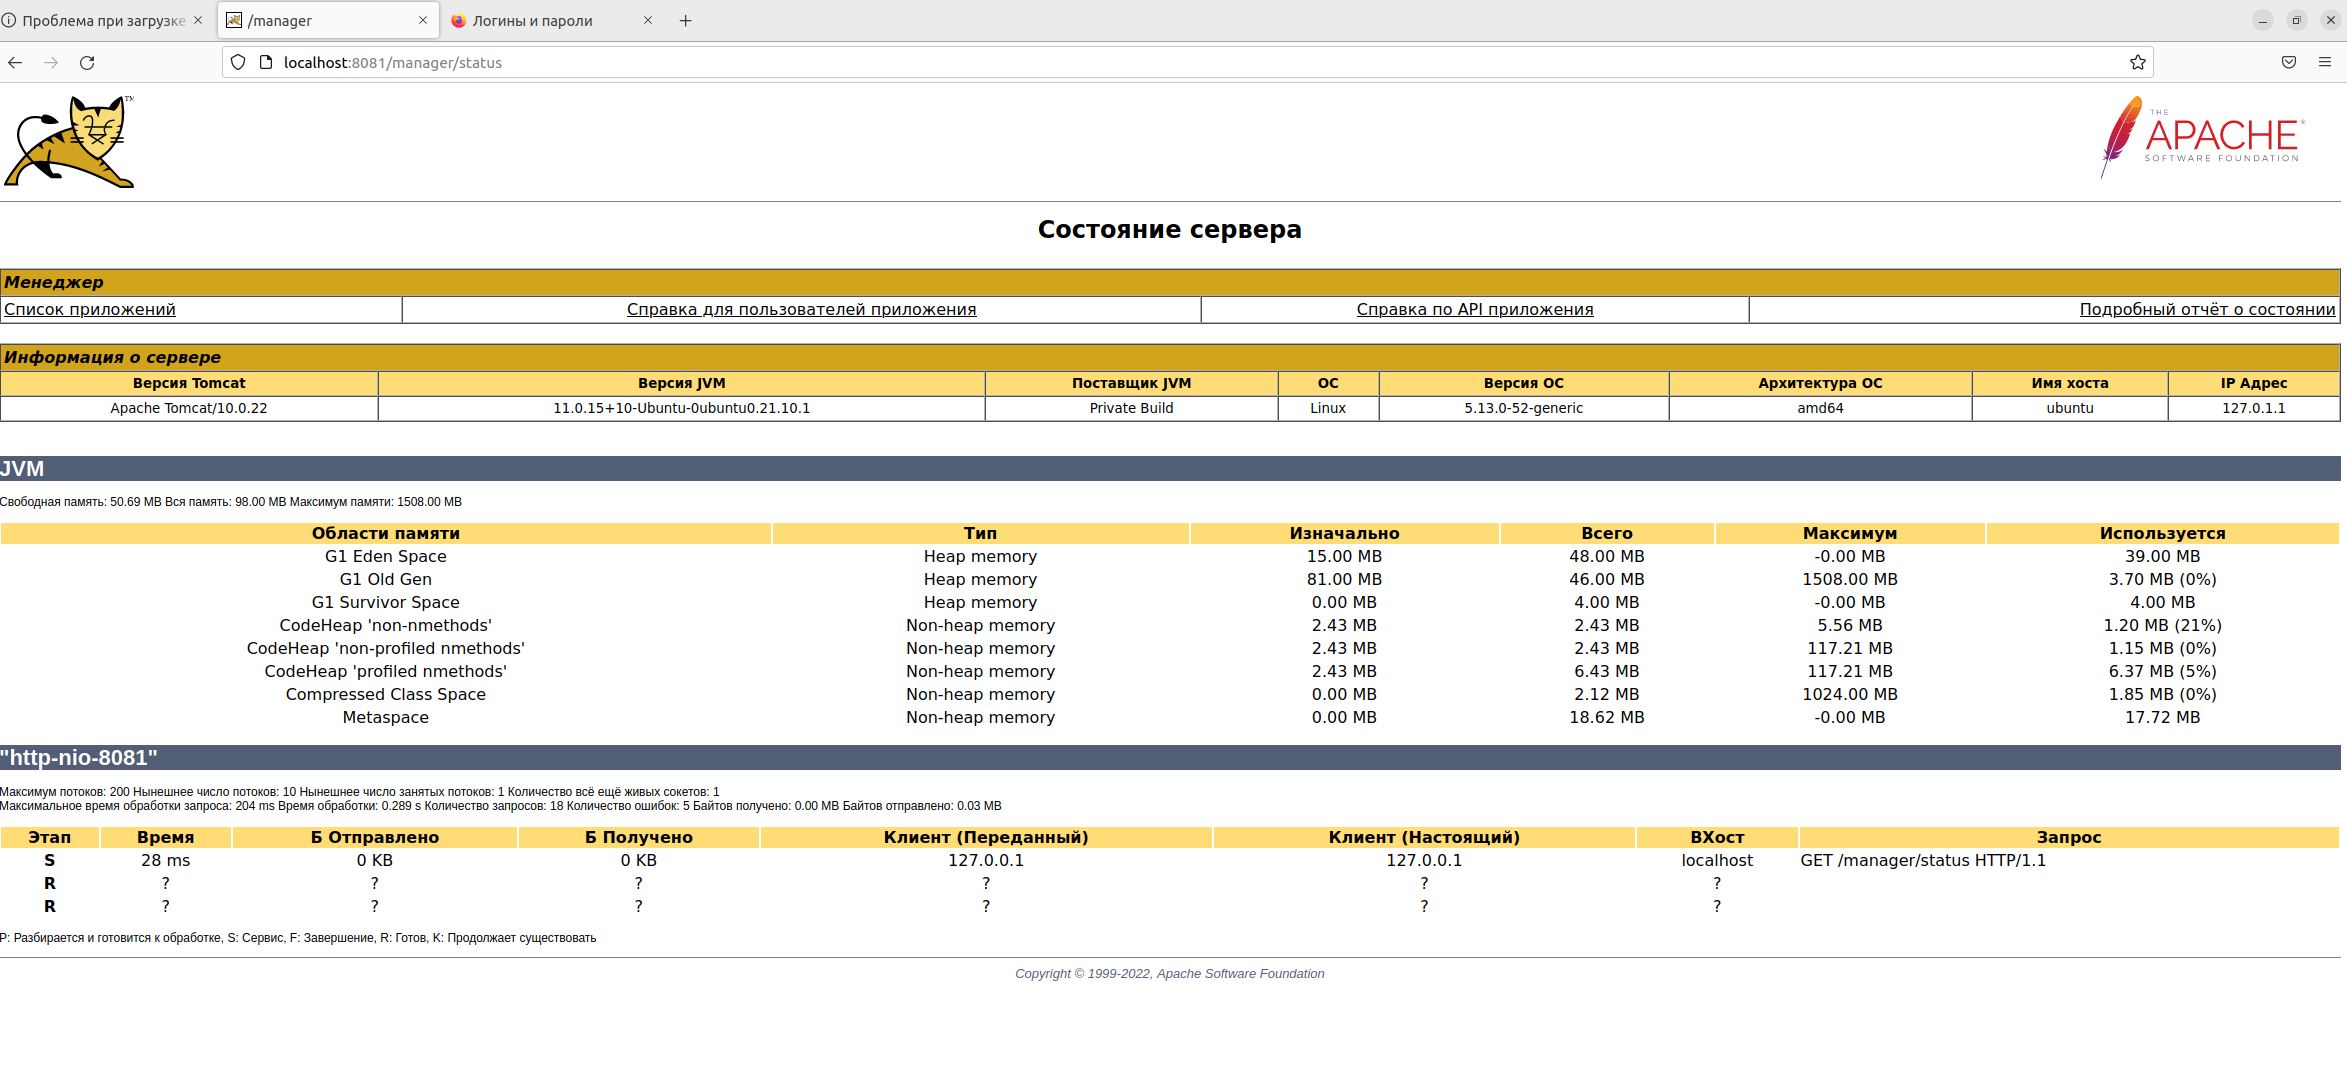 Проблема при загрузке
/manager
Логины и пароли
localhost:8081/manager/status
TM
THE
APACHE®
SOFTWARE FOUNDATION
Состояние сервера
Менеджер
Список приложений Справка для пользователей приложения Справка по API приложения Подробный отчёт о состоянии
Информация о сервере
Версия Tomcat Версия JVM Поставщик JVM ОС Версия ОС Архитектура ОС Имя хоста IP Адрес
Apache Tomcat/10.0.22 11.0.15+10-Ubuntu-0ubuntu0.21.10.1 Private Build Linux 5.13.0-52-generic amd64 ubuntu 127.0.1.1
JVM
Свободная память: 50.69 MB Вся память: 98.00 MB Максимум памяти: 1508.00 MB
Области памяти Тип Изначально Всего Максимум Используется
G1 Eden Space Heap memory 15.00 MB 48.00 MB -0.00 MB 39.00 MB
G1 Old Gen Heap memory 81.00 MB 46.00 MB 1508.00 MB 3.70 MB (0%)
G1 Survivor Space Heap memory 0.00 MB 4.00 MB -0.00 MB 4.00 MB
CodeHeap 'non-nmethods' Non-heap memory 2.43 MB 2.43 MB 5.56 MB 1.20 MB (21%)
CodeHeap 'non-profiled nmethods' Non-heap memory 2.43 MB 2.43 MB 117.21 MB 1.15 MB (0%)
CodeHeap 'profiled nmethods' Non-heap memory 2.43 MB 6.43 MB 117.21 MB 6.37 MB (5%)
Compressed Class Space Non-heap memory 0.00 MB 2.12 MB 1024.00 MB 1.85 MB (0%)
Metaspace Non-heap memory 0.00 MB 18.62 MB -0.00 MB 17.72 MB
"http-nio-8081"
Максимум потоков: 200 Нынешнее число потоков: 10 Нынешнее число занятых потоков: 1 Количество всё ещё живых сокетов: 1
Максимальное время обработки запроса: 204 ms Время обработки: 0.289 s Количество запросов: 18 Количество ошибок: 5 Байтов получено: 0.00 MB Байтов отправлено: 0.03 MB
Этап Время Б Отправлено Б Получено Клиент (Переданный) Клиент (Настоящий) ВХост Запрос
S 28 ms 0 KB 0 KB 127.0.0.1 127.0.0.1 localhost GET /manager/status HTTP/1.1
R ? ? ? ? ? ?
R ? ? ? ? ? ?
P: Разбирается и готовится к обработке, S: Сервис, F: Завершение, R: Готов, K: Продолжает существовать
Copyright © 1999-2022, Apache Software Foundation